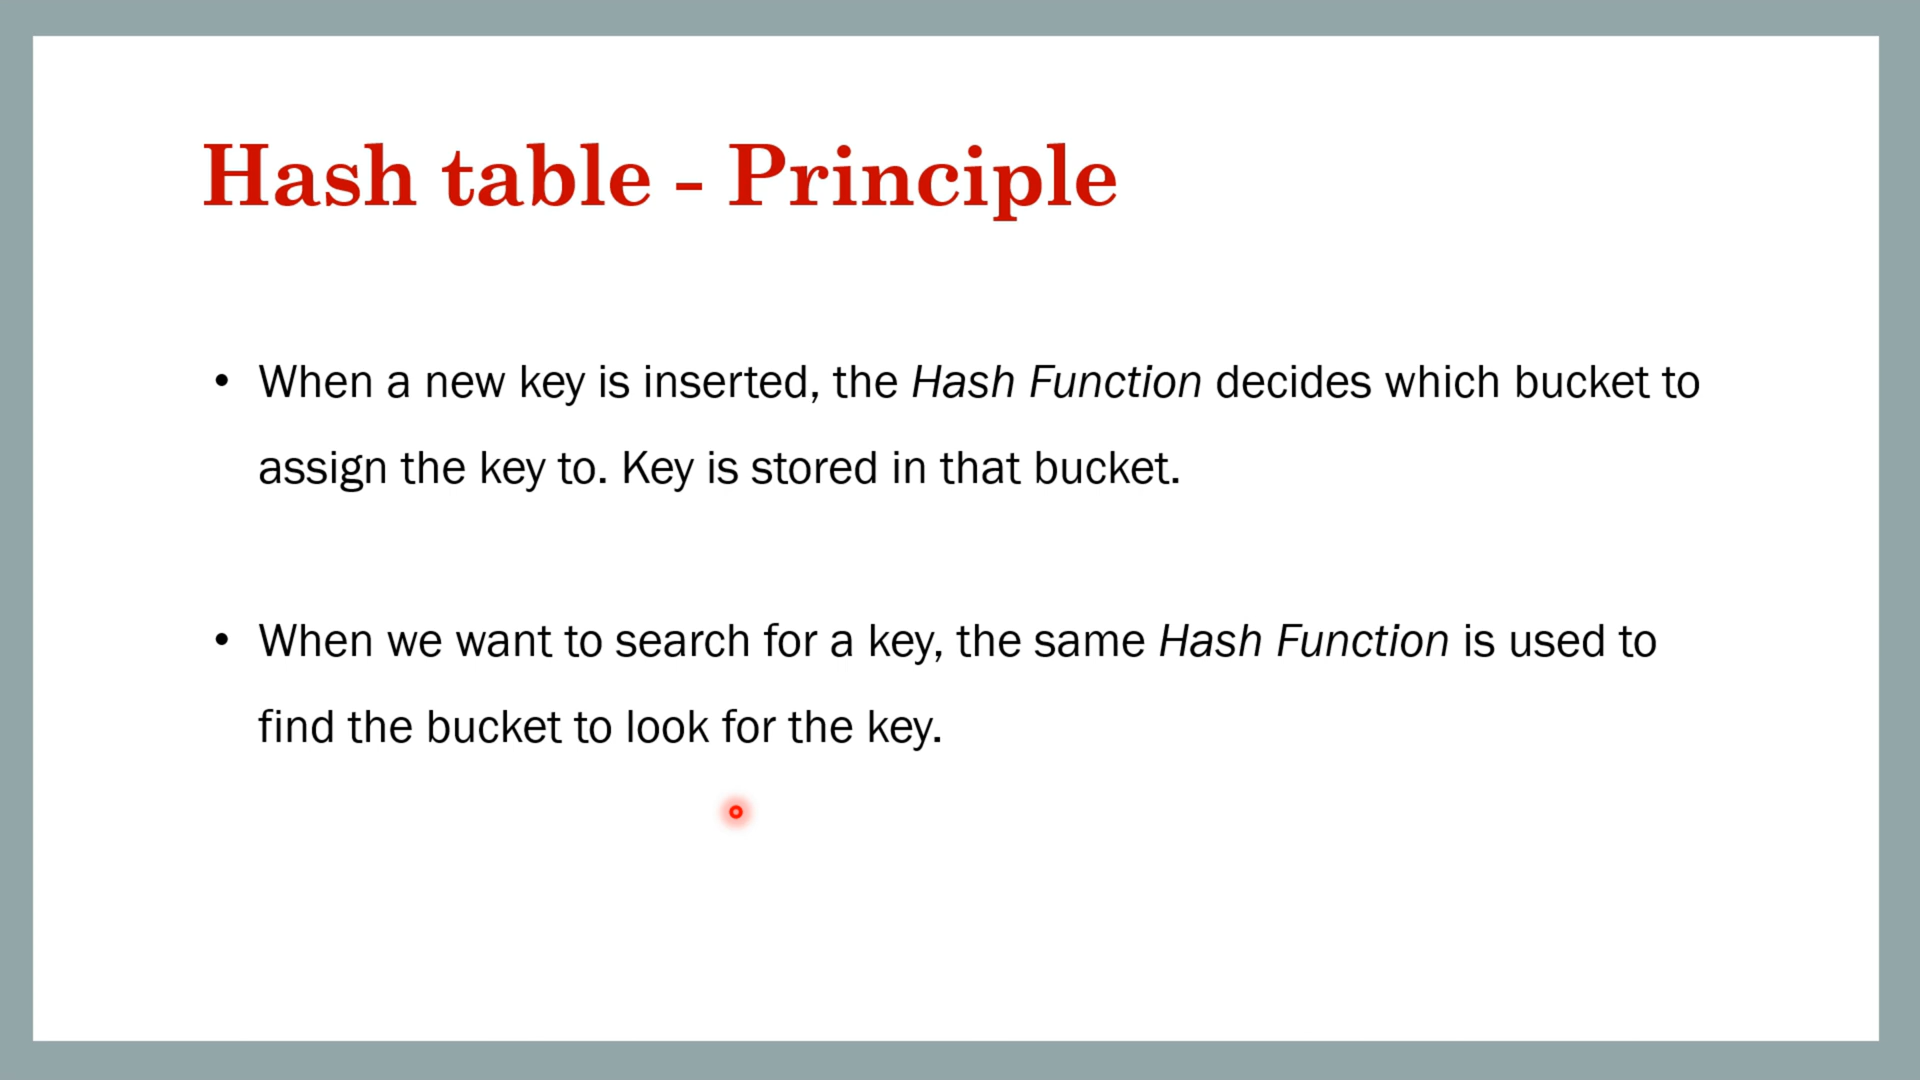 Hash table - Principle
• When a new key is inserted, the Hash Function decides which bucket to
assign the key to. Key is stored in that bucket.
• When we want to search for a key, the same Hash Function is used to
find the bucket to look for the key.